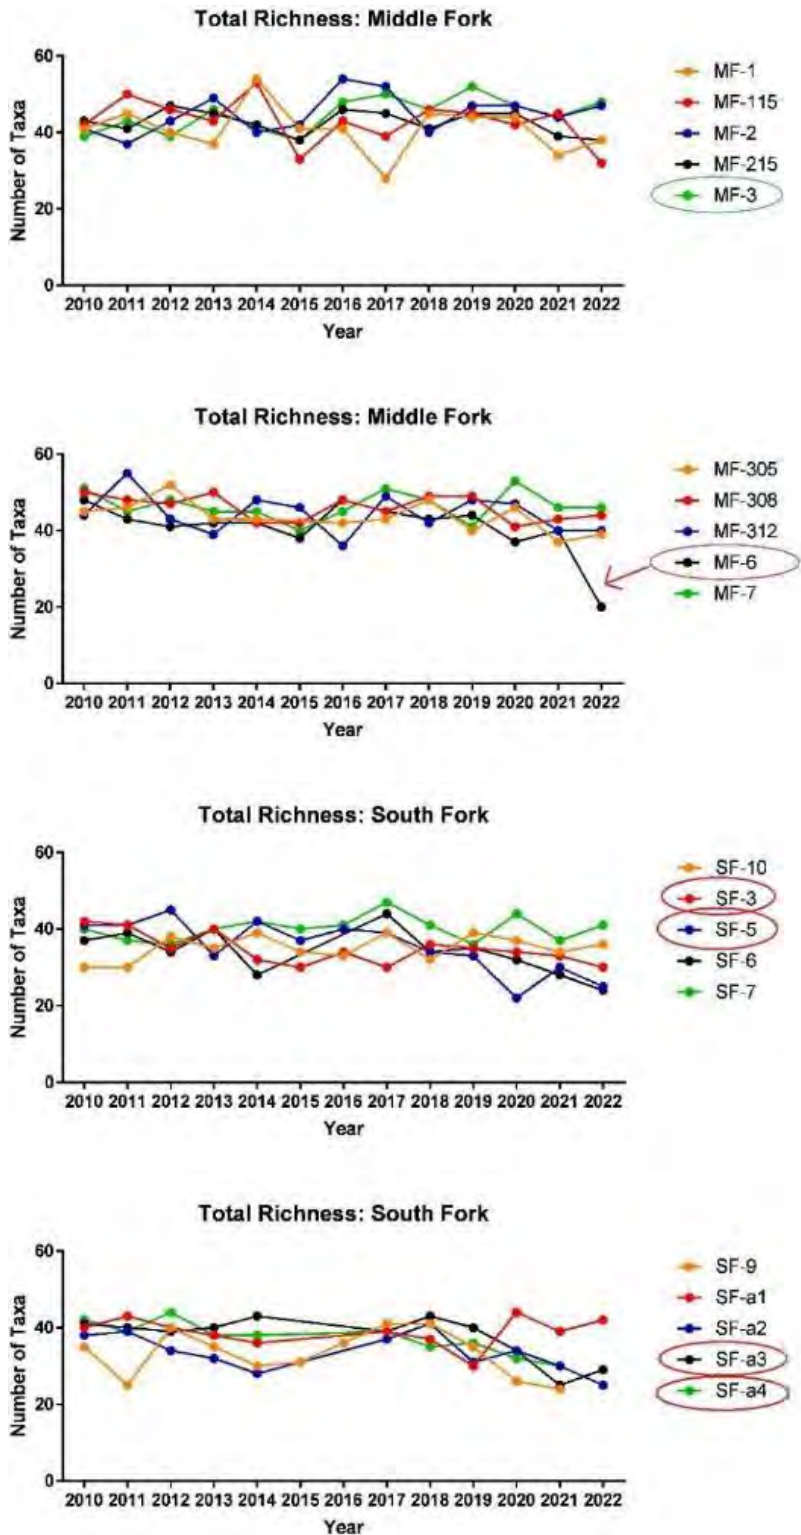 Total Richness: Middle Fork
60
40
20
0
Number of Taxa
2010 2011 2012 2013 2014 2015 2016 2017 2018 2019 2020 2021 2022
Year
MF-1
MF-115
MF-2
MF-215
MF-3
Total Richness: Middle Fork
60
40
20
0
Number of Taxa
2010 2011 2012 2013 2014 2015 2016 2017 2018 2019 2020 2021 2022
Year
MF-305
MF-308
MF-312
MF-6
MF-7
Total Richness: South Fork
60
40
20
0
Number of Taxa
2010 2011 2012 2013 2014 2015 2016 2017 2018 2019 2020 2021 2022
Year
SF-10
SF-3
SF-5
SF-6
SF-7
Total Richness: South Fork
60
40
20
0
Number of Taxa
2010 2011 2012 2013 2014 2015 2016 2017 2018 2019 2020 2021 2022
Year
SF-9
SF-a1
SF-a2
SF-a3
SF-a4